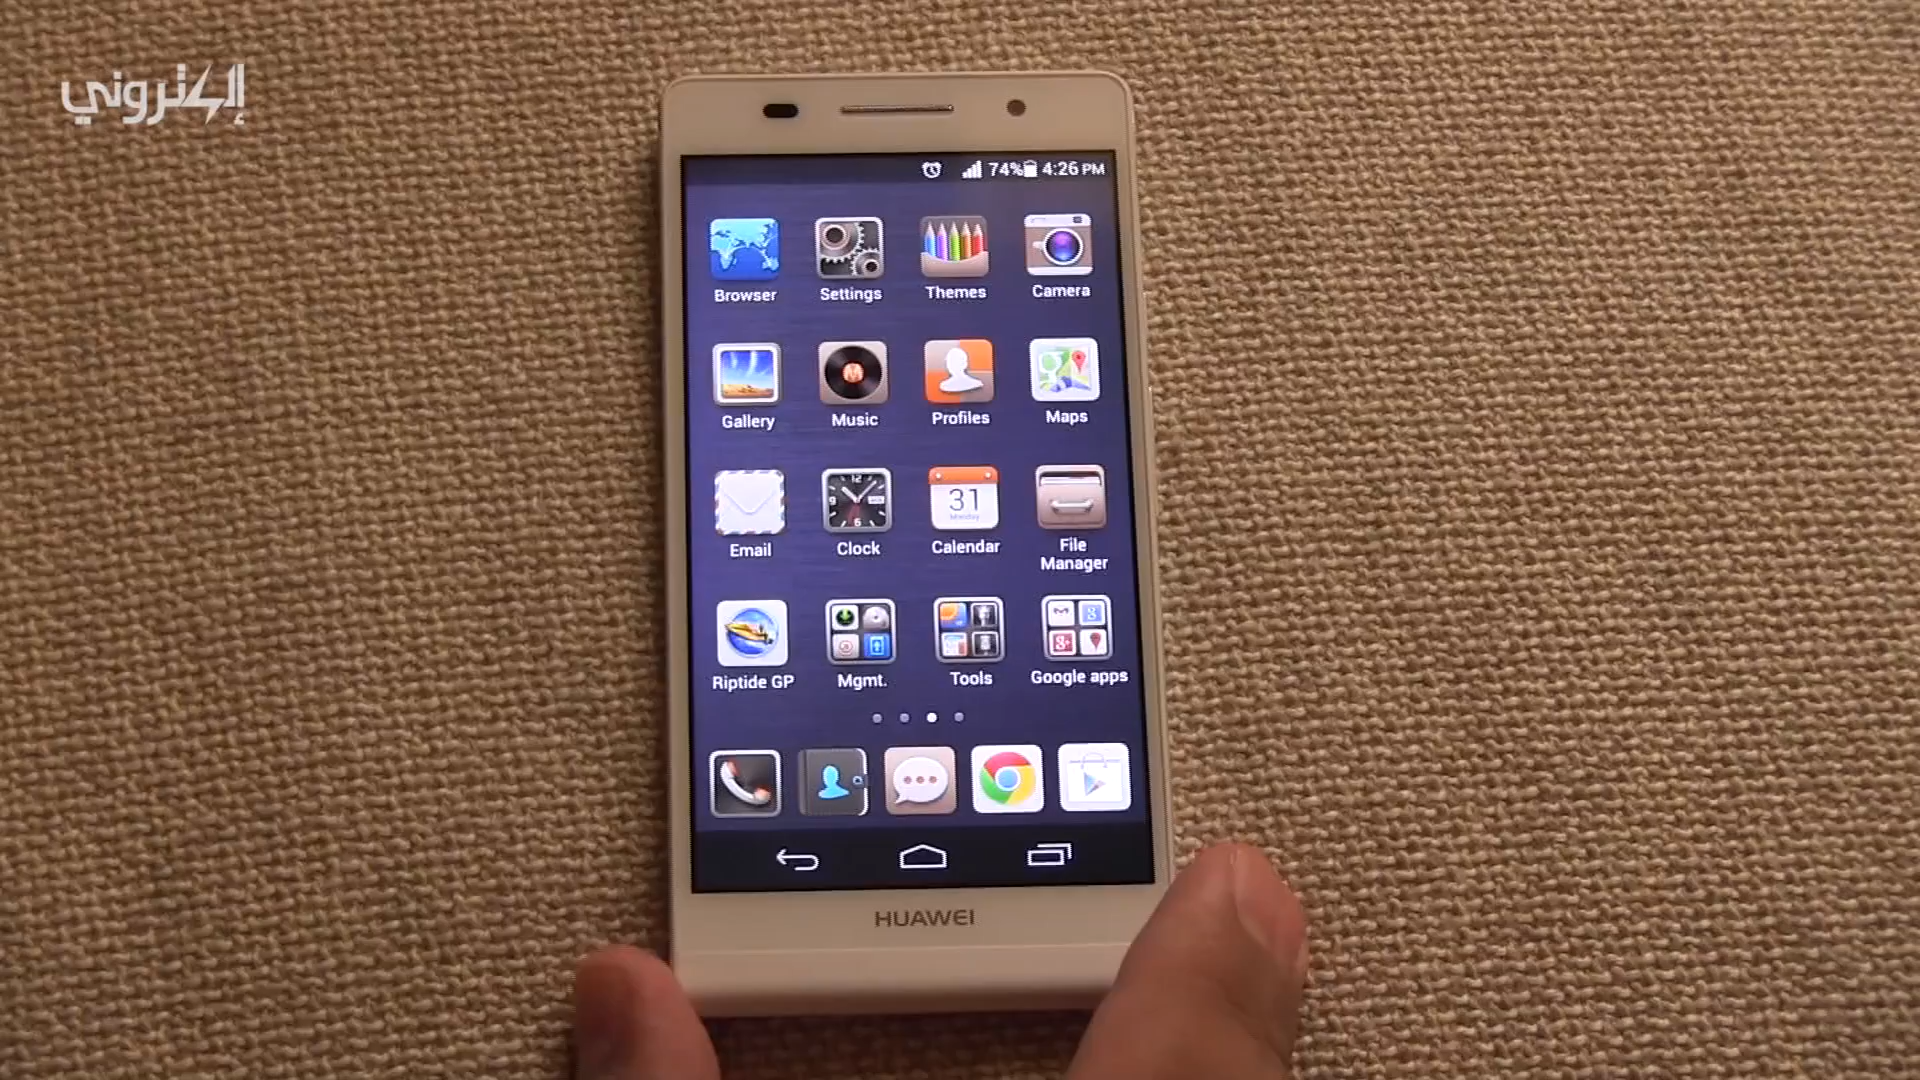 إلكتروني
74% 4:26 PM
Browser Settings Themes Camera
Gallery Music Profiles Maps
31
Monday
Email Clock Calendar File Manager
Riptide GP Mgmt. Tools Google apps
HUAWEI